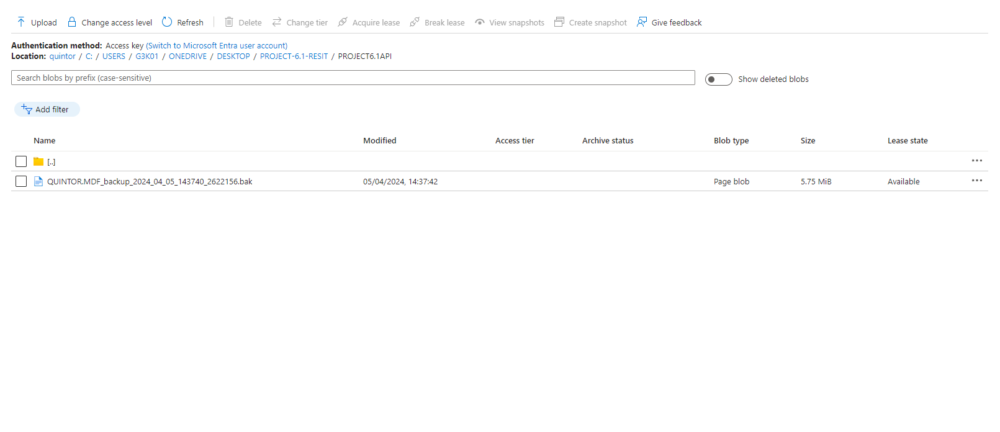 Upload Change access level Refresh Delete Change tier Acquire lease Break lease View snapshots Create snapshot Give feedback
Authentication method: Access key (Switch to Microsoft Entra user account)
Location: quintor / C: / USERS / G3K01 / ONEDRIVE / DESKTOP / PROJECT-6.1-RESIT / PROJECT6.1API
Search blobs by prefix (case-sensitive) Show deleted blobs
Add filter
Name Modified Access tier Archive status Blob type Size Lease state
[..]
QUINTOR.MDF_backup_2024_04_05_143740_2622156.bak 05/04/2024, 14:37:42 Page blob 5.75 MiB Available